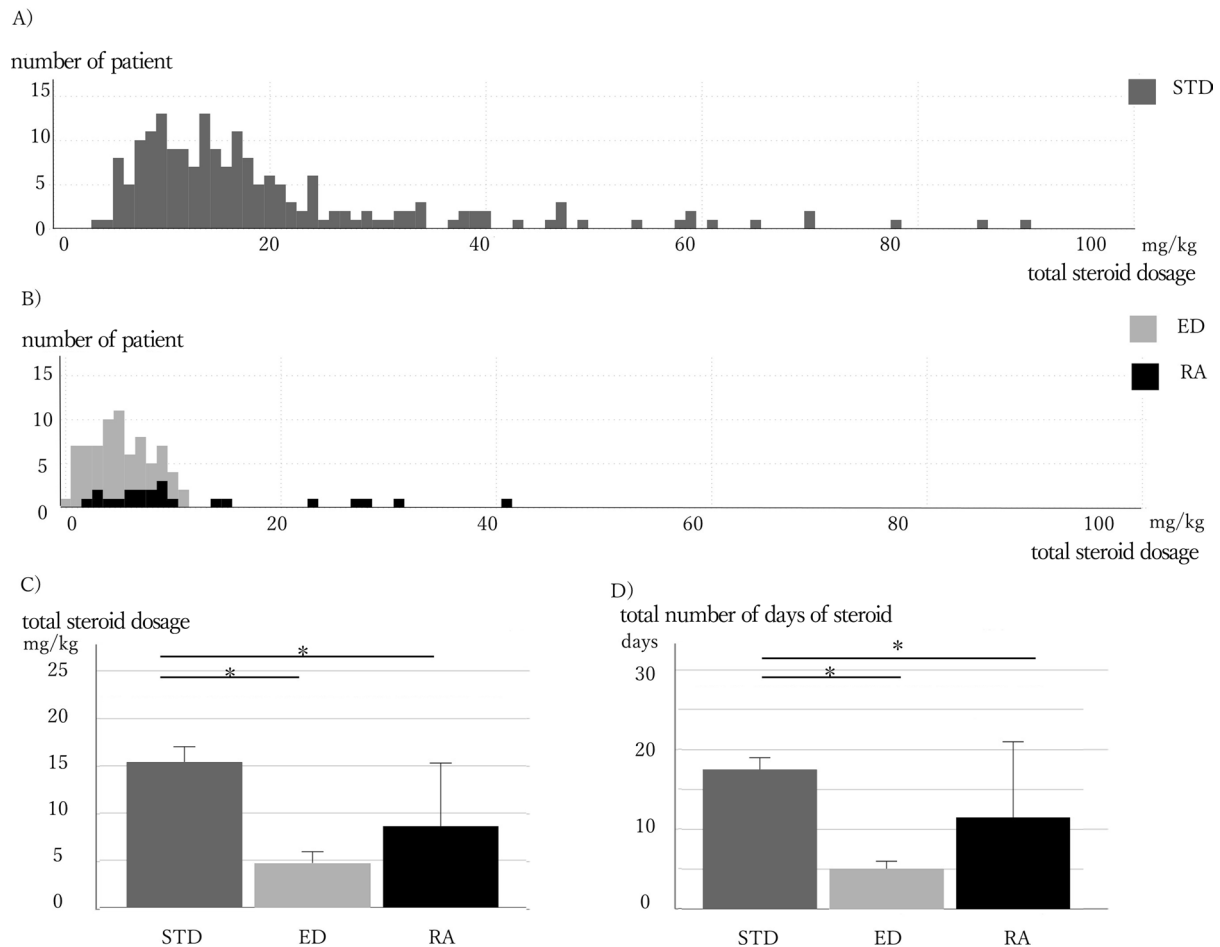 A)
number of patient
15
10
5
0
0 20 40 60 80 100 mg/kg
total steroid dosage
STD
B)
number of patient
15
10
5
0
0 20 40 60 80 100 mg/kg
total steroid dosage
ED
RA
C)
total steroid dosage
mg/kg
25
20
15
10
5
0
* *
STD ED RA
D)
total number of days of steroid
days
30
20
10
0
* *
STD ED RA